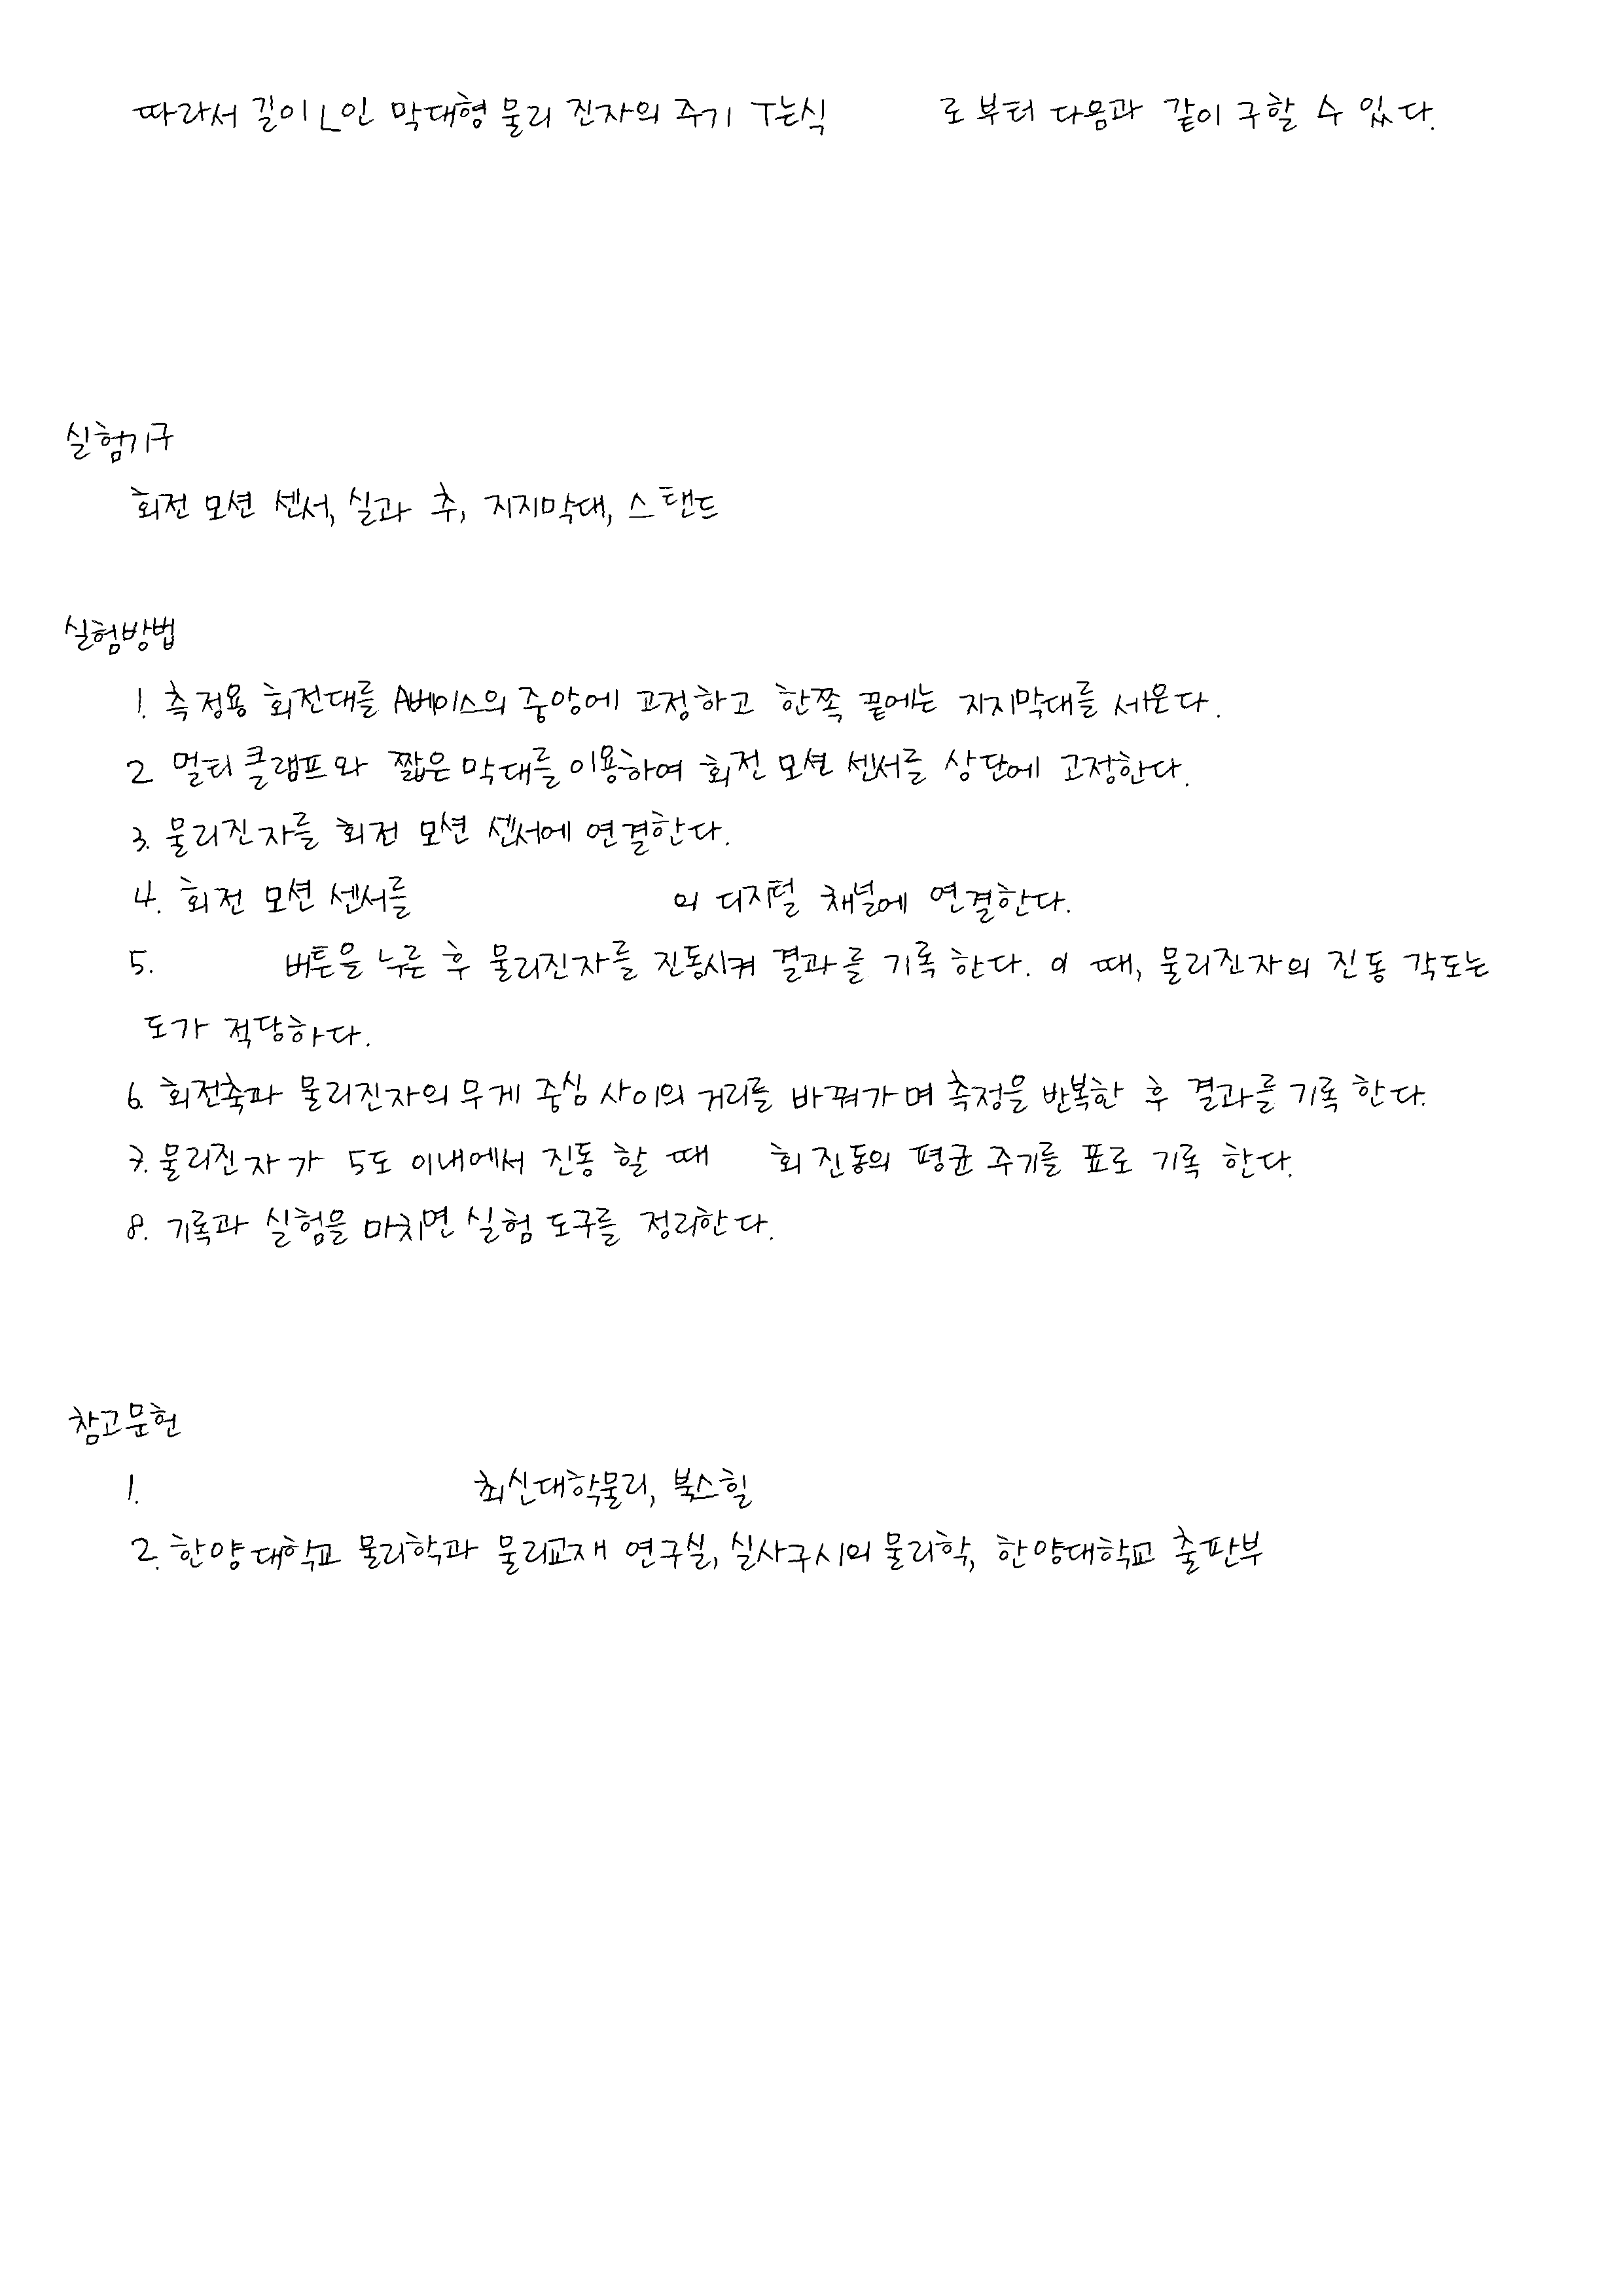 따라서 길이 L인 막대형 물리 진자의 주기 T는 식 로부터 다음과 같이 구할 수 있다.
실험기구
회전 모션 센서, 실과 추, 지지막대, 스탠드
실험방법
1. 측정용 회전대를 A베이스의 중앙에 고정하고 한쪽 끝에는 지지막대를 세운다.
2. 멀티 클램프와 짧은 막대를 이용하여 회전 모션 센서를 상단에 고정한다.
3. 물리진자를 회전 모션 센서에 연결한다.
4. 회전 모션 센서를 의 디지털 채널에 연결한다.
5. 버튼을 누른 후 물리진자를 진동시켜 결과를 기록 한다. 이 때, 물리진자의 진동 각도는
도가 적당하다.
6. 회전축과 물리진자의 무게 중심 사이의 거리를 바꿔가며 측정을 반복한 후 결과를 기록 한다.
7. 물리진자가 5도 이내에서 진동 할 때 회 진동의 평균 주기를 표로 기록 한다.
8. 기록과 실험을 마치면 실험 도구를 정리한다.
참고문헌
1. 최신대학물리, 북스힐
2. 한양대학교 물리학과 물리교재 연구실, 실사구시의 물리학, 한양대학교 출판부